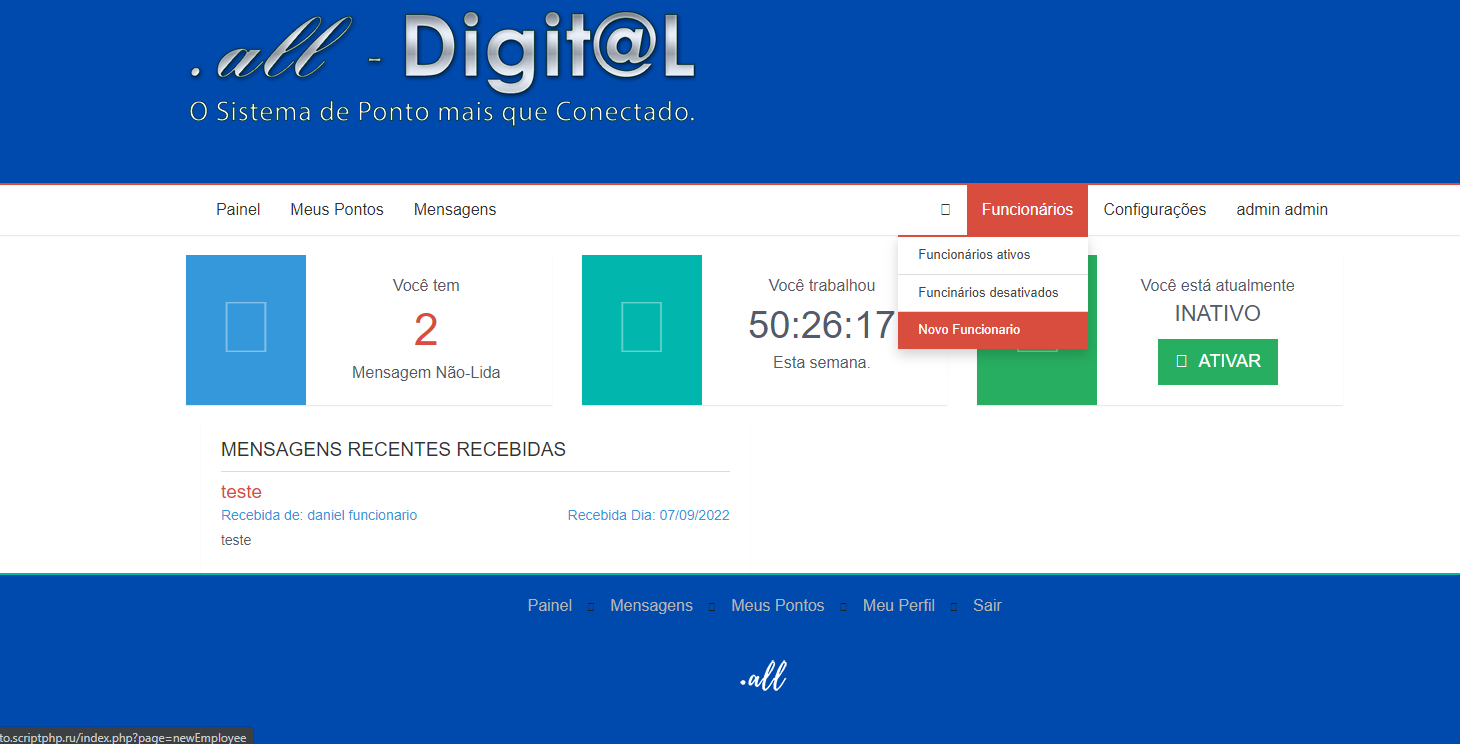 .all - Digit@L
O Sistema de Ponto mais que Conectado.
Painel Meus Pontos Mensagens Funcionários Configurações admin admin
Funcionários ativos
Funcinários desativados
Novo Funcionario
Você tem
2
Mensagem Não-Lida
Você trabalhou
50:26:17
Esta semana.
Você está atualmente
INATIVO
ATIVAR
MENSAGENS RECENTES RECEBIDAS
teste
Recebida de: daniel funcionario Recebida Dia: 07/09/2022
teste
Painel Mensagens Meus Pontos Meu Perfil Sair
.all
to.scriptphp.ru/index.php?page=newEmployee